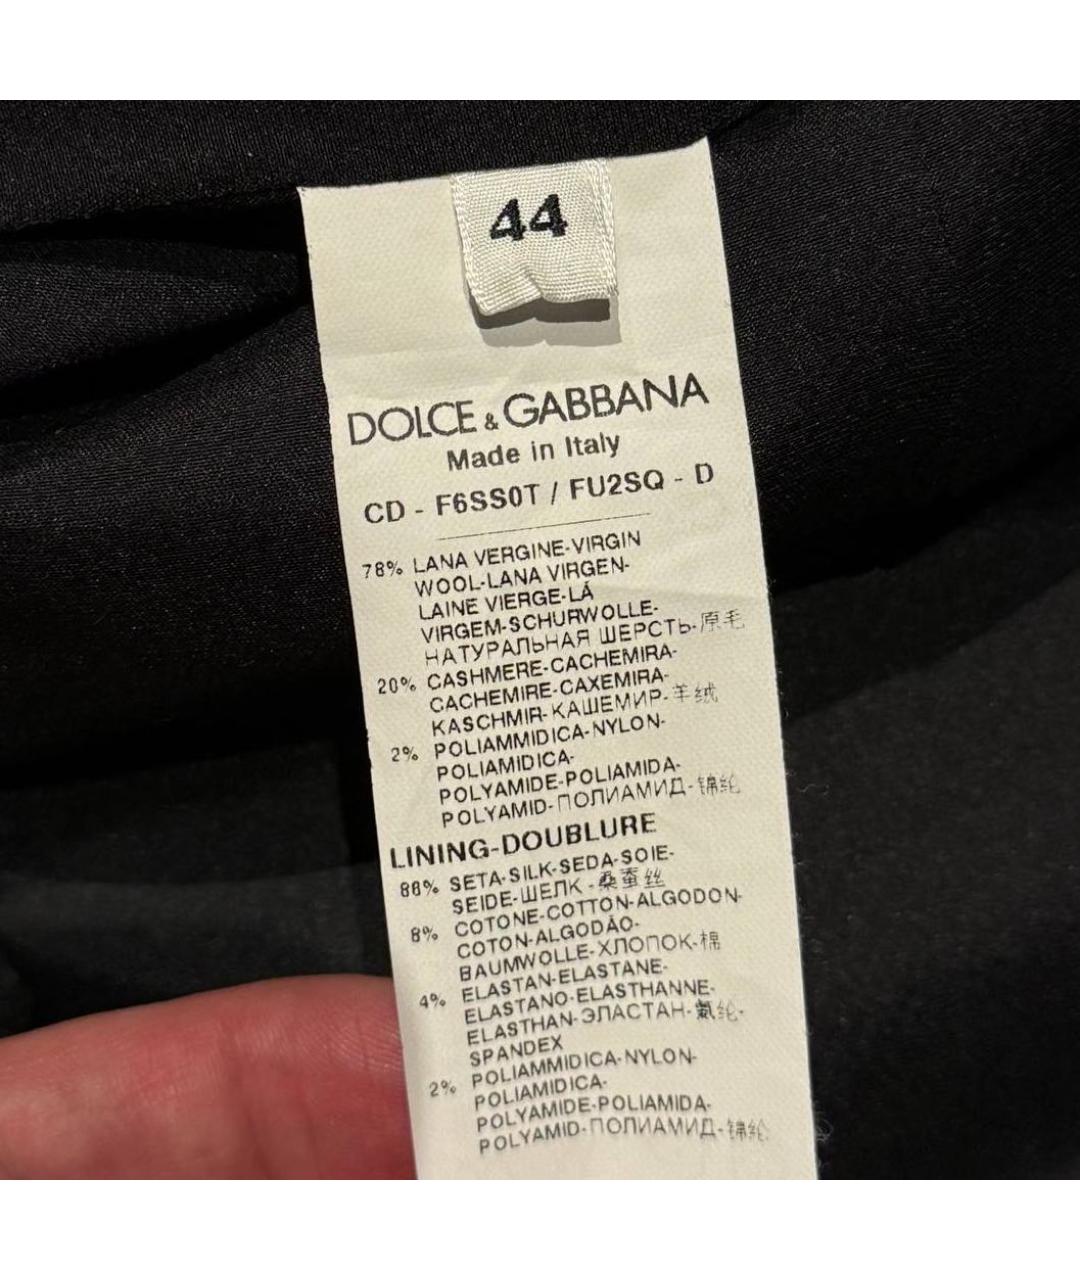 44
DOLCE & GABBANA
Made in Italy
CD - F6SS0T / FU2SQ - D
78% LANA VERGINE-VIRGIN
WOOL-LANA VIRGEN-
LAINE VIERGE-LÁ
VIRGEM-SCHURWOLLE-
НАТУРАЛЬНАЯ ШЕРСТЬ-原毛
20% CASHMERE-CACHEMIRA-
CACHEMIRE-CAXEMIRA-
KASCHMIR-КАШЕМИР-羊绒
2% POLIAMMIDICA-NYLON-
POLIAMIDICA-
POLYAMIDE-POLIAMIDA-
POLYAMID-ПОЛИАМИД-锦纶
LINING-DOUBLURE
88% SETA-SILK-SEDA-SOIE-
SEIDE-ШЕЛК -桑蚕丝
8% COTONE-COTTON-ALGODON-
COTON-ALGODÃO-
BAUMWOLLE-ХЛОПОК-棉
4% ELASTAN-ELASTANE-
ELASTANO-ELASTHANNE-
ELASTHAN-ЭЛАСТАН-氨纶-
SPANDEX
2% POLIAMMIDICA-NYLON-
POLIAMIDICA-
POLYAMIDE-POLIAMIDA-
POLYAMID-ПОЛИАМИД-锦纶